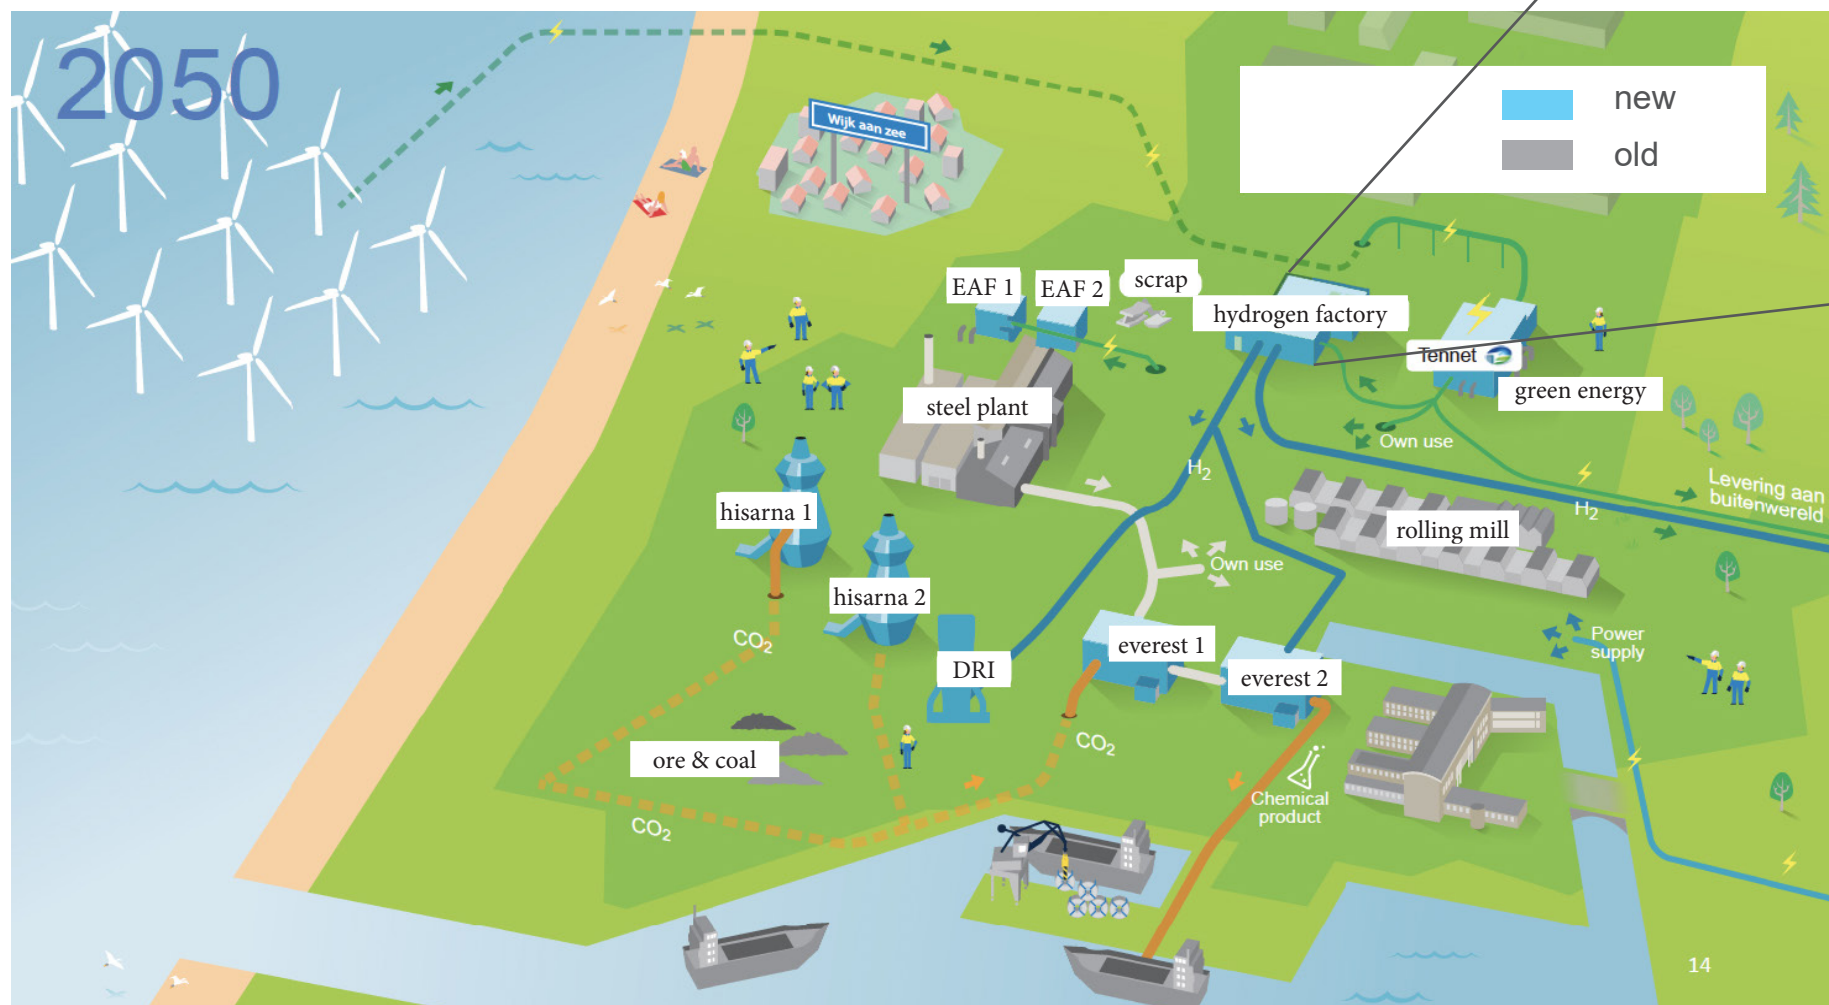 2050
Wijk aan zee
new
old
EAF 1
EAF 2
scrap
hydrogen factory
Tennet
green energy
steel plant
Own use
H2
Levering aan
buitenwereld
H2
hisarna 1
rolling mill
Own use
hisarna 2
CO2
everest 1
Power
supply
DRI
everest 2
CO2
ore & coal
Chemical
product
CO2
14